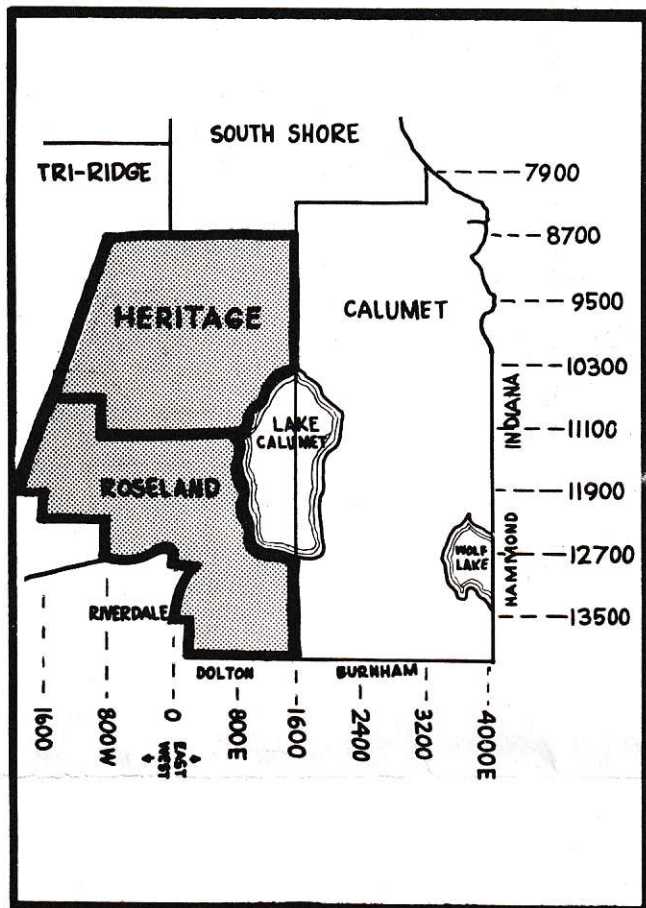 SOUTH SHORE
TRI-RIDGE
7900
8700
HERITAGE
CALUMET
9500
10300
LAKE
CALUMET
INDIANA
11100
ROSELAND
11900
WOLF
LAKE
HAMMOND
12700
RIVERDALE
13500
DOLTON
BURNHAM
1600
800W
0
EAST
WEST
800E
1600
2400
3200
4000E